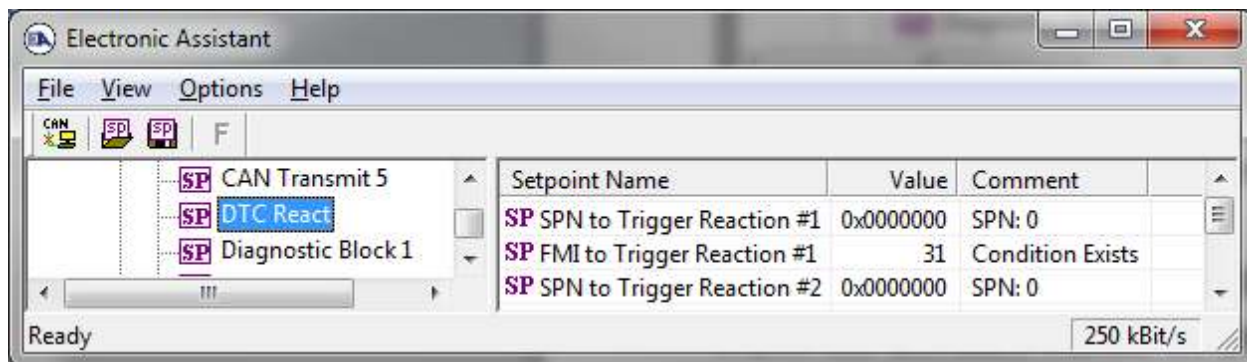 Electronic Assistant
File View Options Help
CAN SP SP F
SP CAN Transmit 5
SP DTC React
SP Diagnostic Block 1
Setpoint Name Value Comment
SP SPN to Trigger Reaction #1 0x0000000 SPN: 0
SP FMI to Trigger Reaction #1 31 Condition Exists
SP SPN to Trigger Reaction #2 0x0000000 SPN: 0
Ready 250 kBit/s